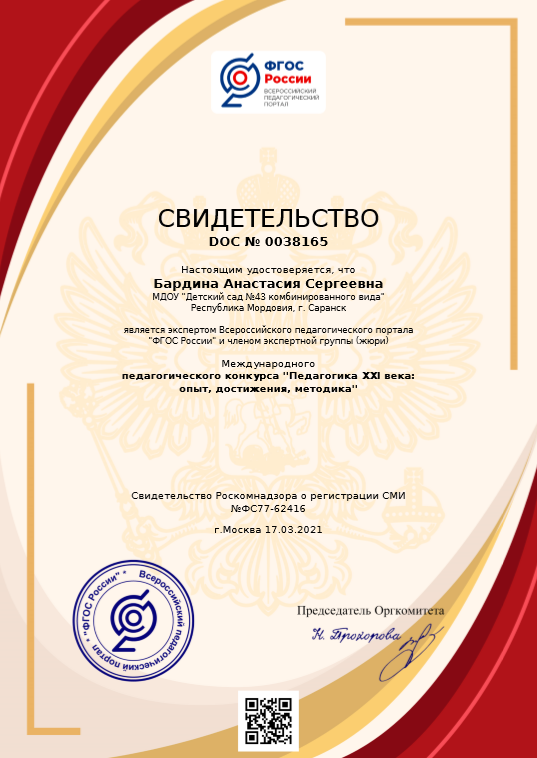 ФГОС
России
ВСЕРОССИЙСКИЙ
ПЕДАГОГИЧЕСКИЙ
ПОРТАЛ
СВИДЕТЕЛЬСТВО
DOC № 0038165
Настоящим удостоверяется, что
Бардина Анастасия Сергеевна
МДОУ "Детский сад №43 комбинированного вида"
Республика Мордовия, г. Саранск
является экспертом Всероссийского педагогического портала
"ФГОС России" и членом экспертной группы (жюри)
Международного
педагогического конкурса "Педагогика XXI века:
опыт, достижения, методика"
Свидетельство Роскомнадзора о регистрации СМИ
№ФС77-62416
г.Москва 17.03.2021
Всероссийский педагогический портал * "ФГОС России" *
Председатель Оргкомитета
Н. Прохорова